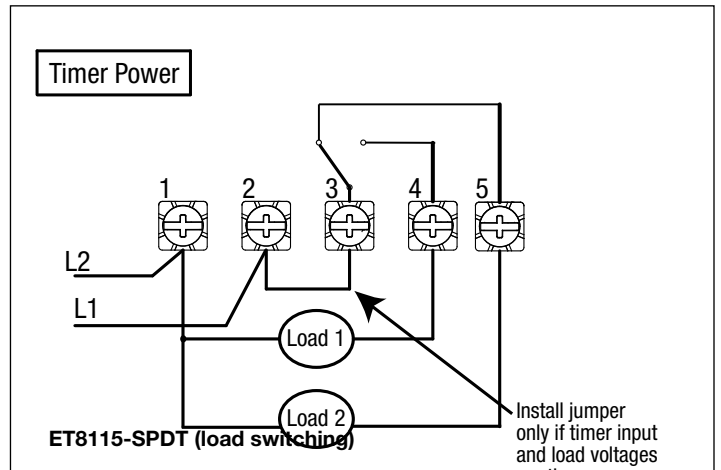 Timer Power
1 2 3 4 5
L2
L1
Load 1
Load 2
ET8115-SPDT (load switching)
Install jumper
only if timer input
and load voltages